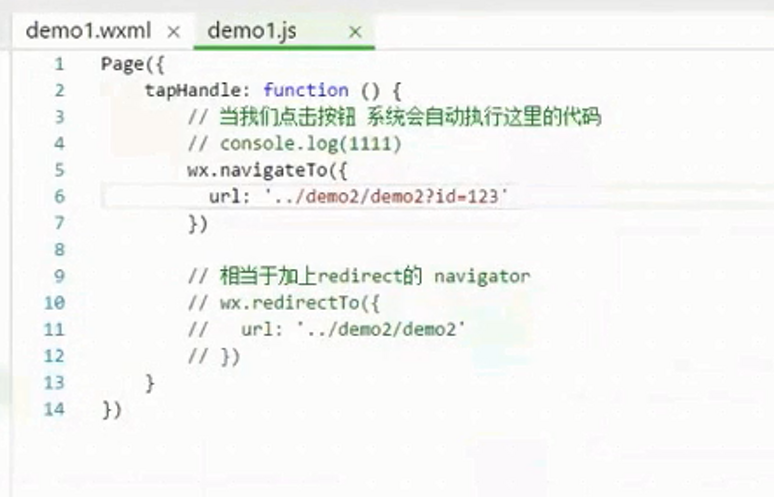 demo1.wxml × demo1.js ×
1 Page({
2     tapHandle: function () {
3         // 当我们点击按钮 系统会自动执行这里的代码
4         // console.log(1111)
5         wx.navigateTo({
6           url: '../demo2/demo2?id=123'
7         })
8
9         // 相当于加上redirect的 navigator
10         // wx.redirectTo({
11         //   url: '../demo2/demo2'
12         // })
13     }
14 })